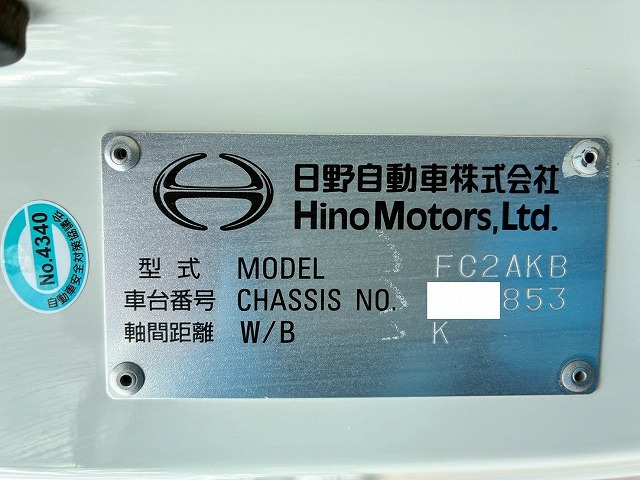 日野自動車株式会社
Hino Motors, Ltd.
型式 MODEL FC2AKB
車台番号 CHASSIS NO. 853
軸間距離 W/B K
No.4340